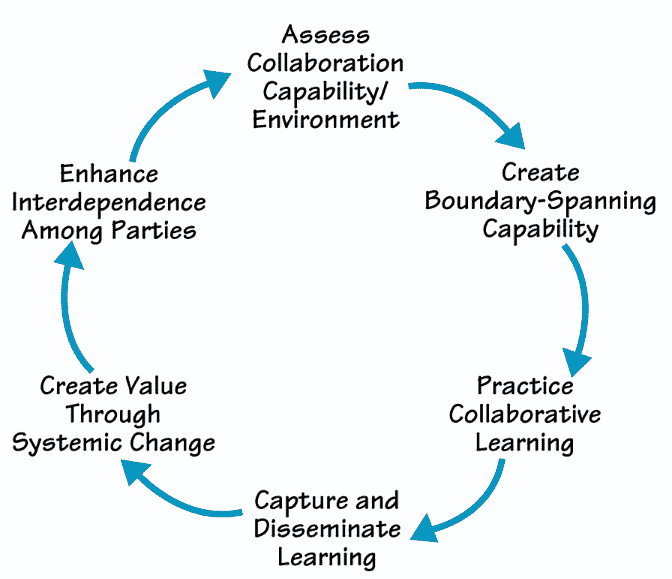 Assess
Collaboration
Capability/
Environment
Create
Boundary-Spanning
Capability
Practice
Collaborative
Learning
Capture and
Disseminate
Learning
Create Value
Through
Systemic Change
Enhance
Interdependence
Among Parties